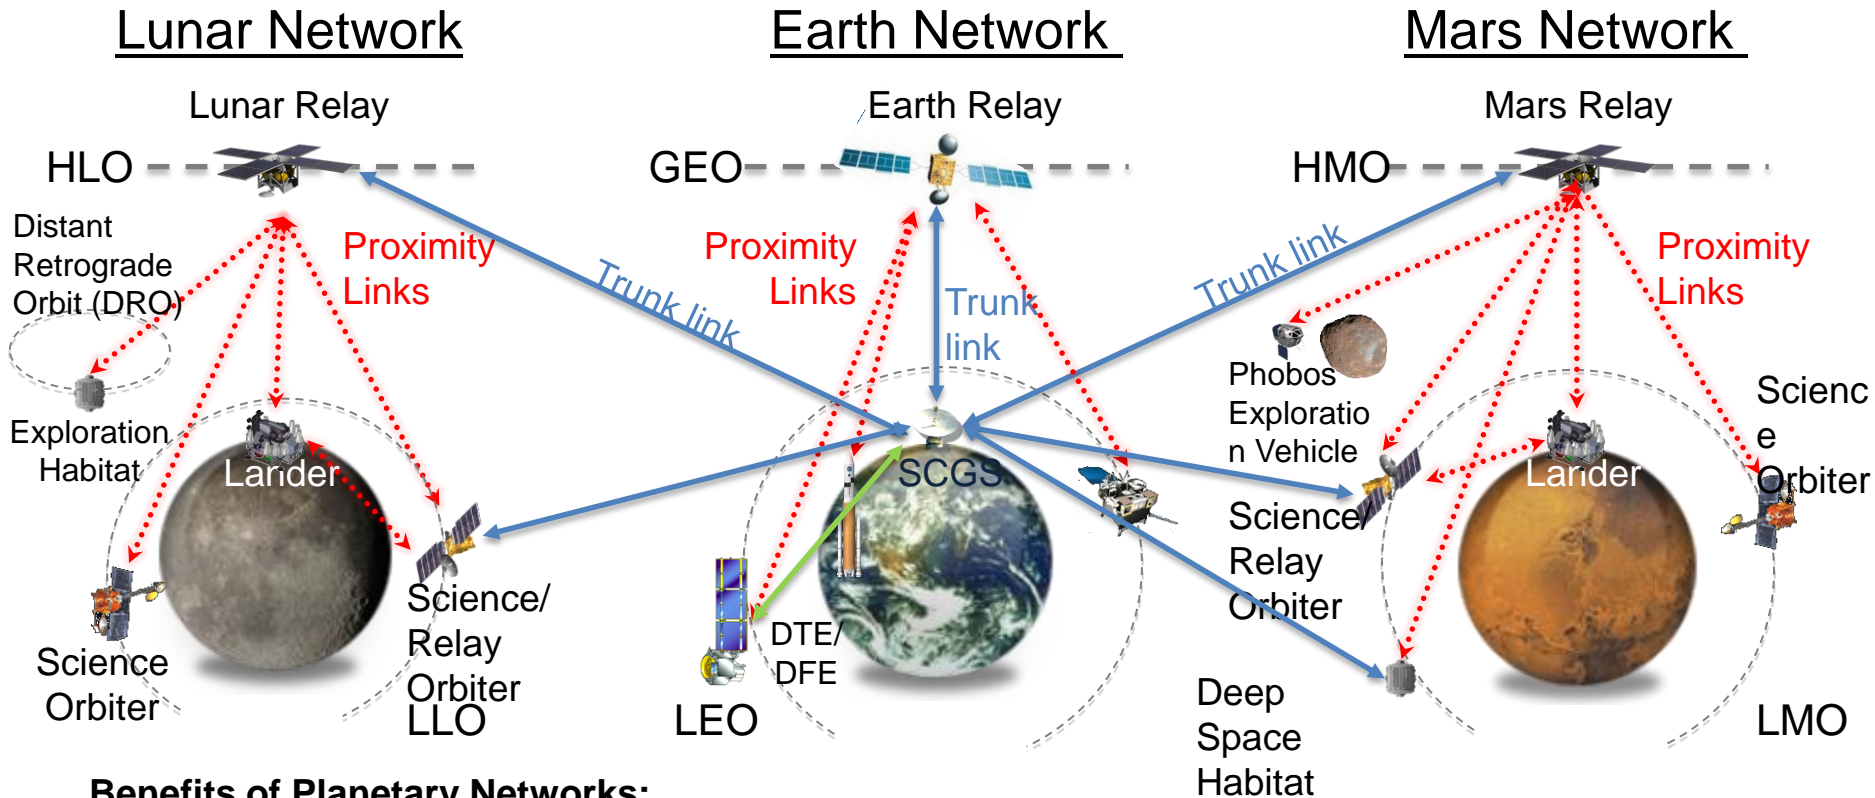 Lunar Network
Earth Network
Mars Network
Lunar Relay
Earth Relay
Mars Relay
HLO
GEO
HMO
Distant
Retrograde
Orbit (DRO)
Proximity
Links
Trunk link
Proximity
Links
Trunk
link
Trunk link
Proximity
Links
Exploration
Habitat
Lander
Science
Orbiter
Science/
Relay
Orbiter
LLO
SCGS
DTE/
DFE
LEO
Phobos
Exploratio
n Vehicle
Science/
Relay
Orbiter
Lander
Scienc
e
Orbiter
Deep
Space
Habitat
LMO
Benefits of Planetary Networks: